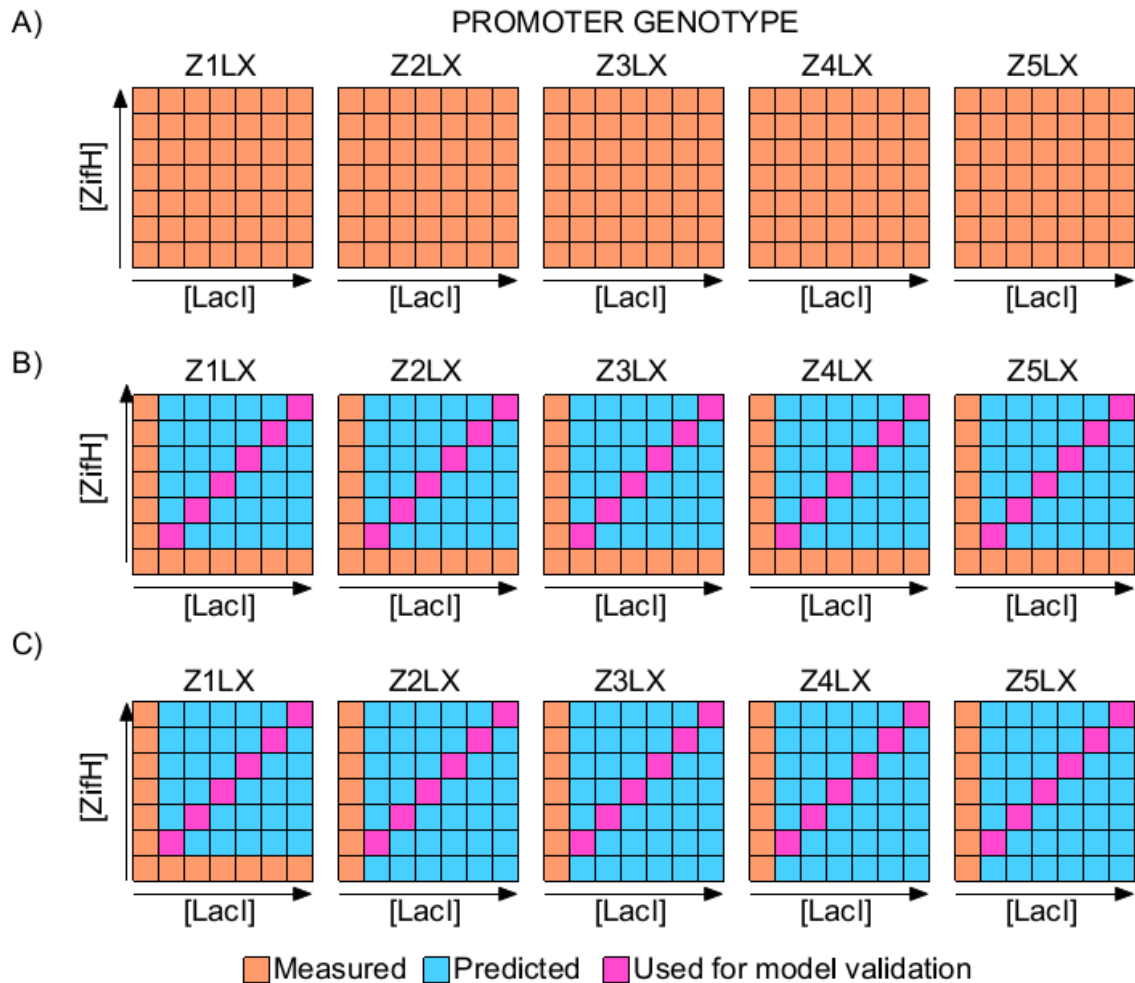 A)
PROMOTER GENOTYPE
Z1LX Z2LX Z3LX Z4LX Z5LX
[ZifH]
[LacI] [LacI] [LacI] [LacI] [LacI]
B)
Z1LX Z2LX Z3LX Z4LX Z5LX
[ZifH]
[LacI] [LacI] [LacI] [LacI] [LacI]
C)
Z1LX Z2LX Z3LX Z4LX Z5LX
[ZifH]
[LacI] [LacI] [LacI] [LacI] [LacI]
Measured Predicted Used for model validation